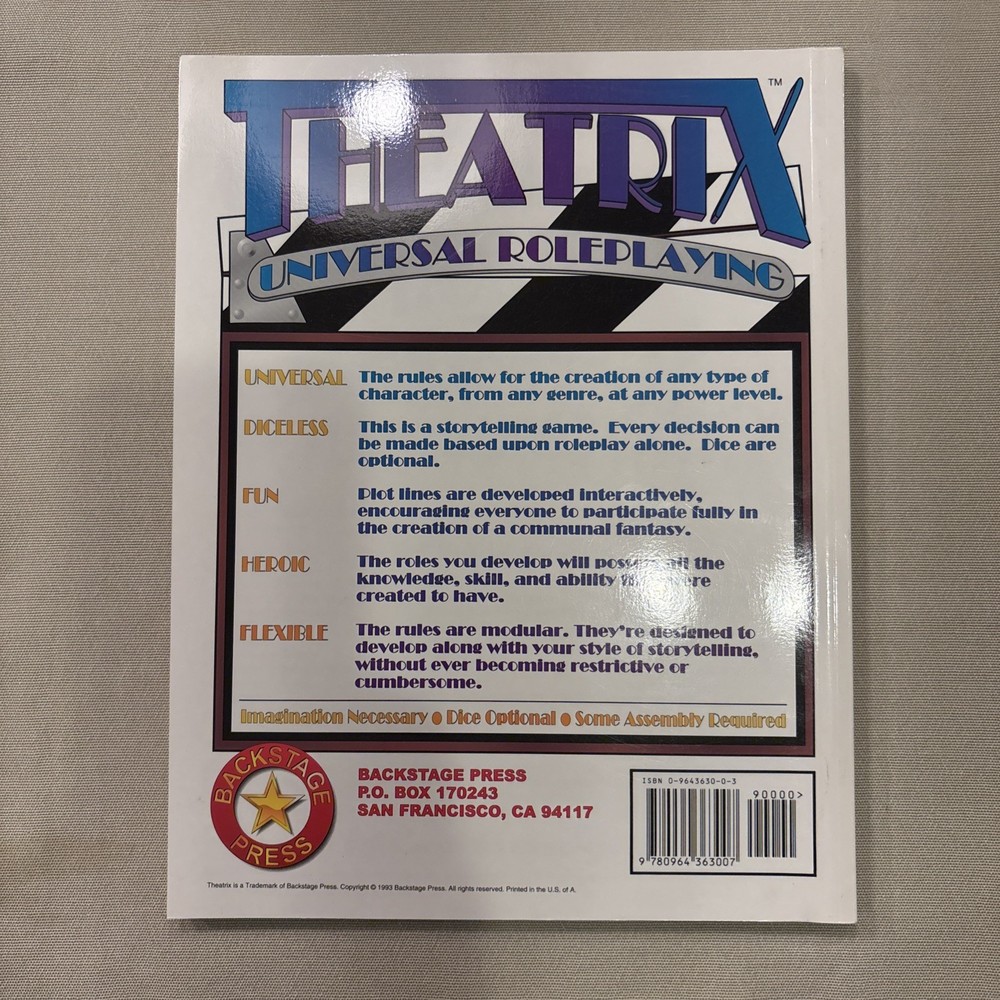 THEATRIX™
UNIVERSAL ROLEPLAYING
UNIVERSAL The rules allow for the creation of any type of
character, from any genre, at any power level.
DICELESS This is a storytelling game. Every decision can
be made based upon roleplay alone. Dice are
optional.
FUN Plot lines are developed interactively,
encouraging everyone to participate fully in
the creation of a communal fantasy.
HEROIC The roles you develop will possess all the
knowledge, skill, and ability were
created to have.
FLEXIBLE The rules are modular. They're designed to
develop along with your style of storytelling,
without ever becoming restrictive or
cumbersome.
Imagination Necessary ● Dice Optional ● Some Assembly Required
BACKSTAGE PRESS
BACKSTAGE PRESS
P.O. BOX 170243
SAN FRANCISCO, CA 94117
ISBN 0-9643630-0-3
90000>
9 780964 363007
Theatrix is a Trademark of Backstage Press. Copyright © 1993 Backstage Press. All rights reserved. Printed in the U.S. of A.